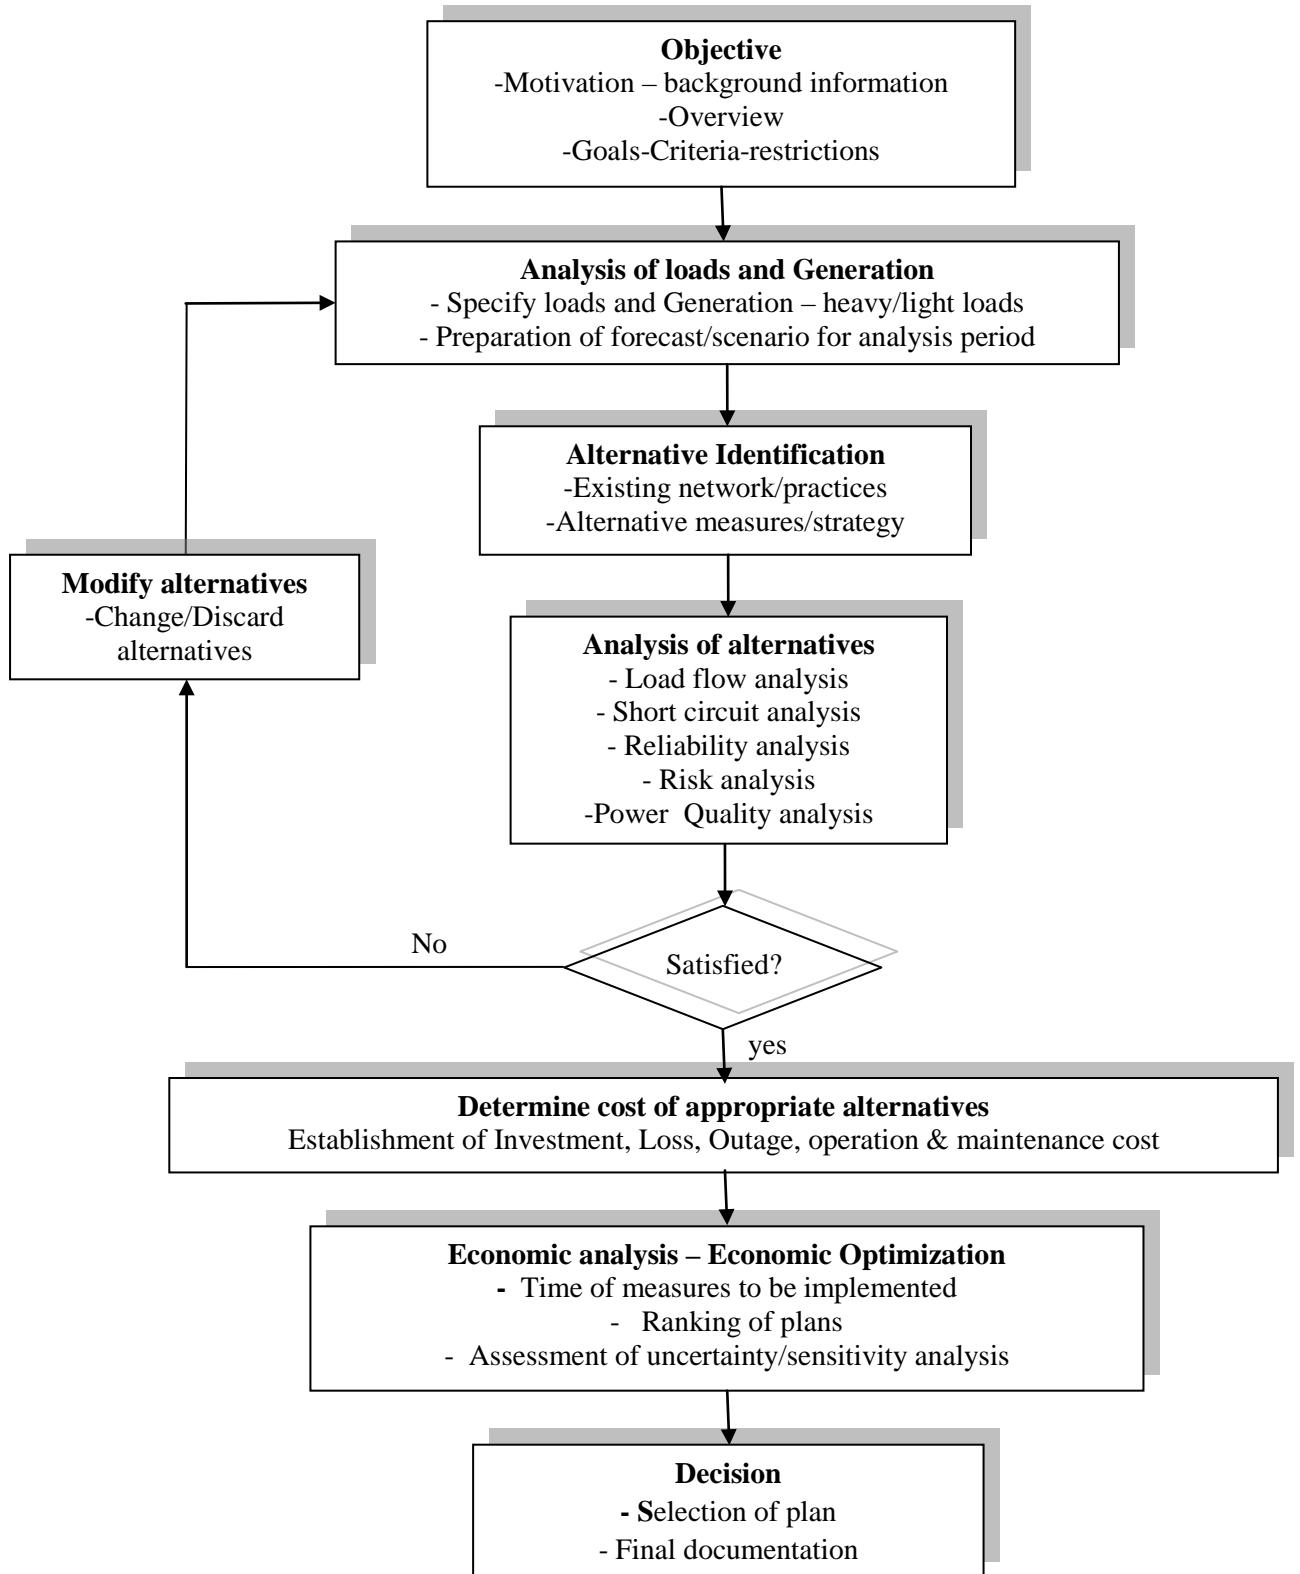 Objective
-Motivation – background information
-Overview
-Goals-Criteria-restrictions
Analysis of loads and Generation
- Specify loads and Generation – heavy/light loads
- Preparation of forecast/scenario for analysis period
Alternative Identification
-Existing network/practices
-Alternative measures/strategy
Modify alternatives
-Change/Discard
alternatives
Analysis of alternatives
- Load flow analysis
- Short circuit analysis
- Reliability analysis
- Risk analysis
-Power  Quality analysis
No
Satisfied?
yes
Determine cost of appropriate alternatives
Establishment of Investment, Loss, Outage, operation & maintenance cost
Economic analysis – Economic Optimization
-  Time of measures to be implemented
-   Ranking of plans
-  Assessment of uncertainty/sensitivity analysis
Decision
- Selection of plan
- Final documentation